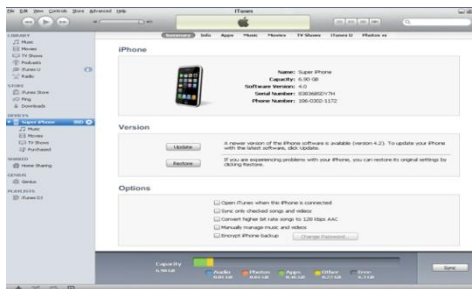 File Edit View Controls Store Advanced Help
iTunes
Summary Info Apps Music Movies TV Shows iTunes U Photos
LIBRARY
Music
Movies
TV Shows
Podcasts
iTunes U
Radio
STORE
iTunes Store
Ping
Downloads
DEVICES
Super iPhone
Music
Movies
TV Shows
Purchased
SHARED
Home Sharing
GENIUS
Genius
PLAYLISTS
iTunes DJ
iPhone
Name: Super iPhone
Capacity: 6.90 GB
Software Version: 4.0
Serial Number:
Phone Number:
Version
Update
A newer version of the iPhone software is available (version 4.2). To update your iPhone
with the latest software, click Update.
Restore
If you are experiencing problems with your iPhone, you can restore its original settings by
clicking Restore.
Options
Open iTunes when this iPhone is connected
Sync only checked songs and videos
Convert higher bit rate songs to 128 kbps AAC
Manually manage music and videos
Encrypt iPhone backup
Change Password...
Capacity
6.90 GB
Audio
Photos
Apps
Other
Free
Sync